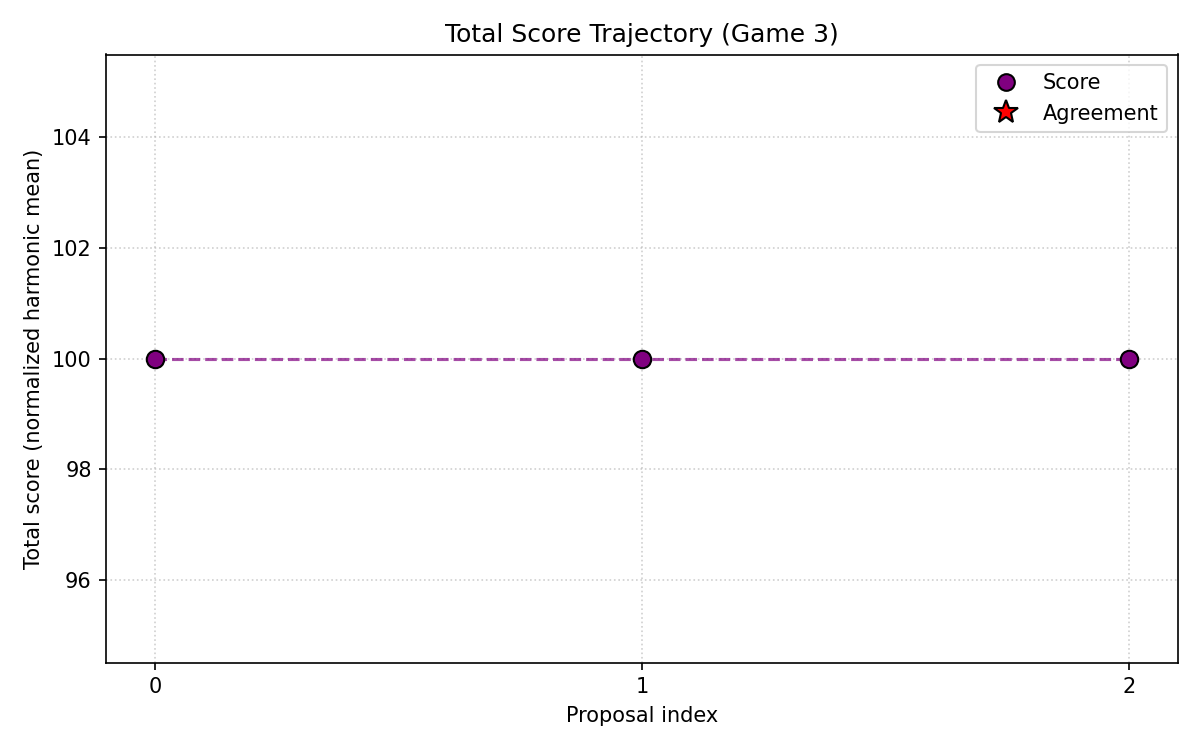 Total Score Trajectory (Game 3)
Score
Agreement
Total score (normalized harmonic mean)
104
102
100
98
96
0
1
2
Proposal index